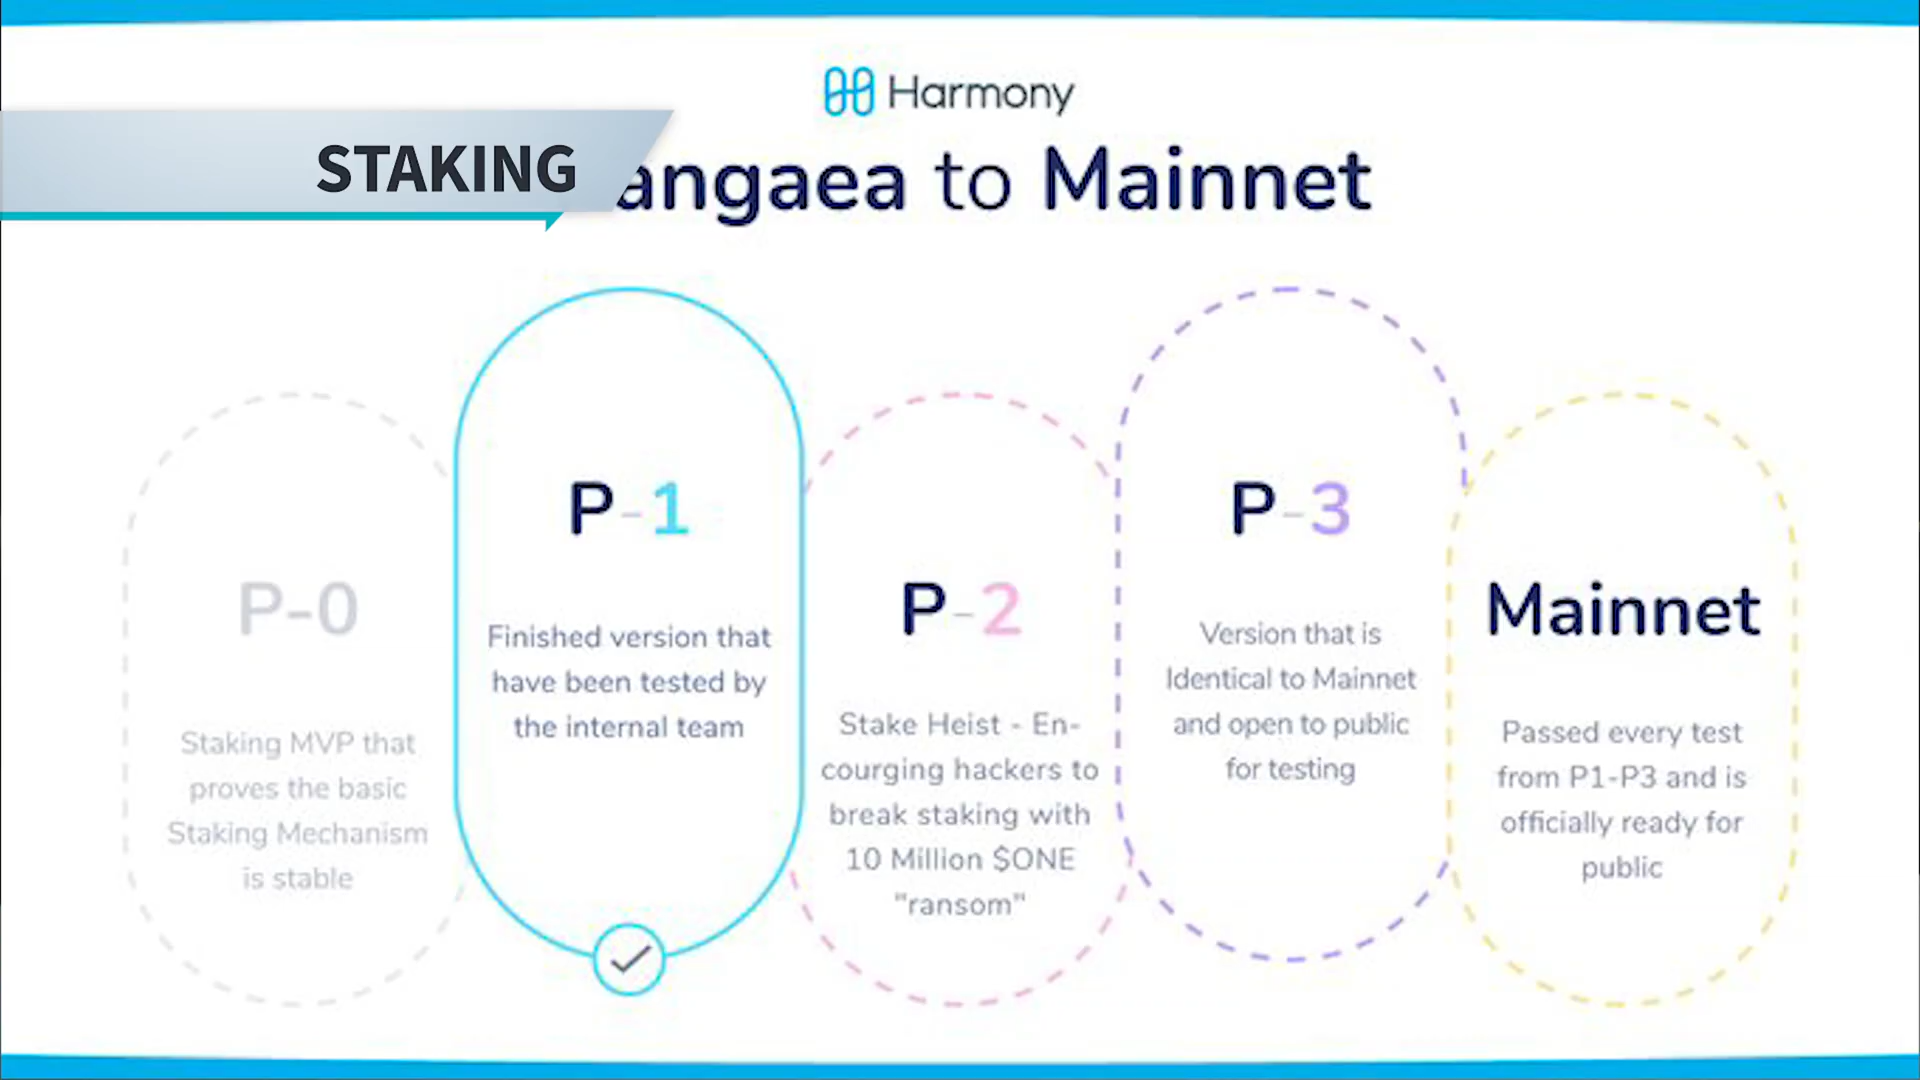 Harmony
STAKING
angaea to Mainnet
P-0
Staking MVP that
proves the basic
Staking Mechanism
is stable
P-1
Finished version that
have been tested by
the internal team
P-2
Stake Heist - En-
courging hackers to
break staking with
10 Million $ONE
"ransom"
P-3
Version that is
Identical to Mainnet
and open to public
for testing
Mainnet
Passed every test
from P1-P3 and is
officially ready for
public